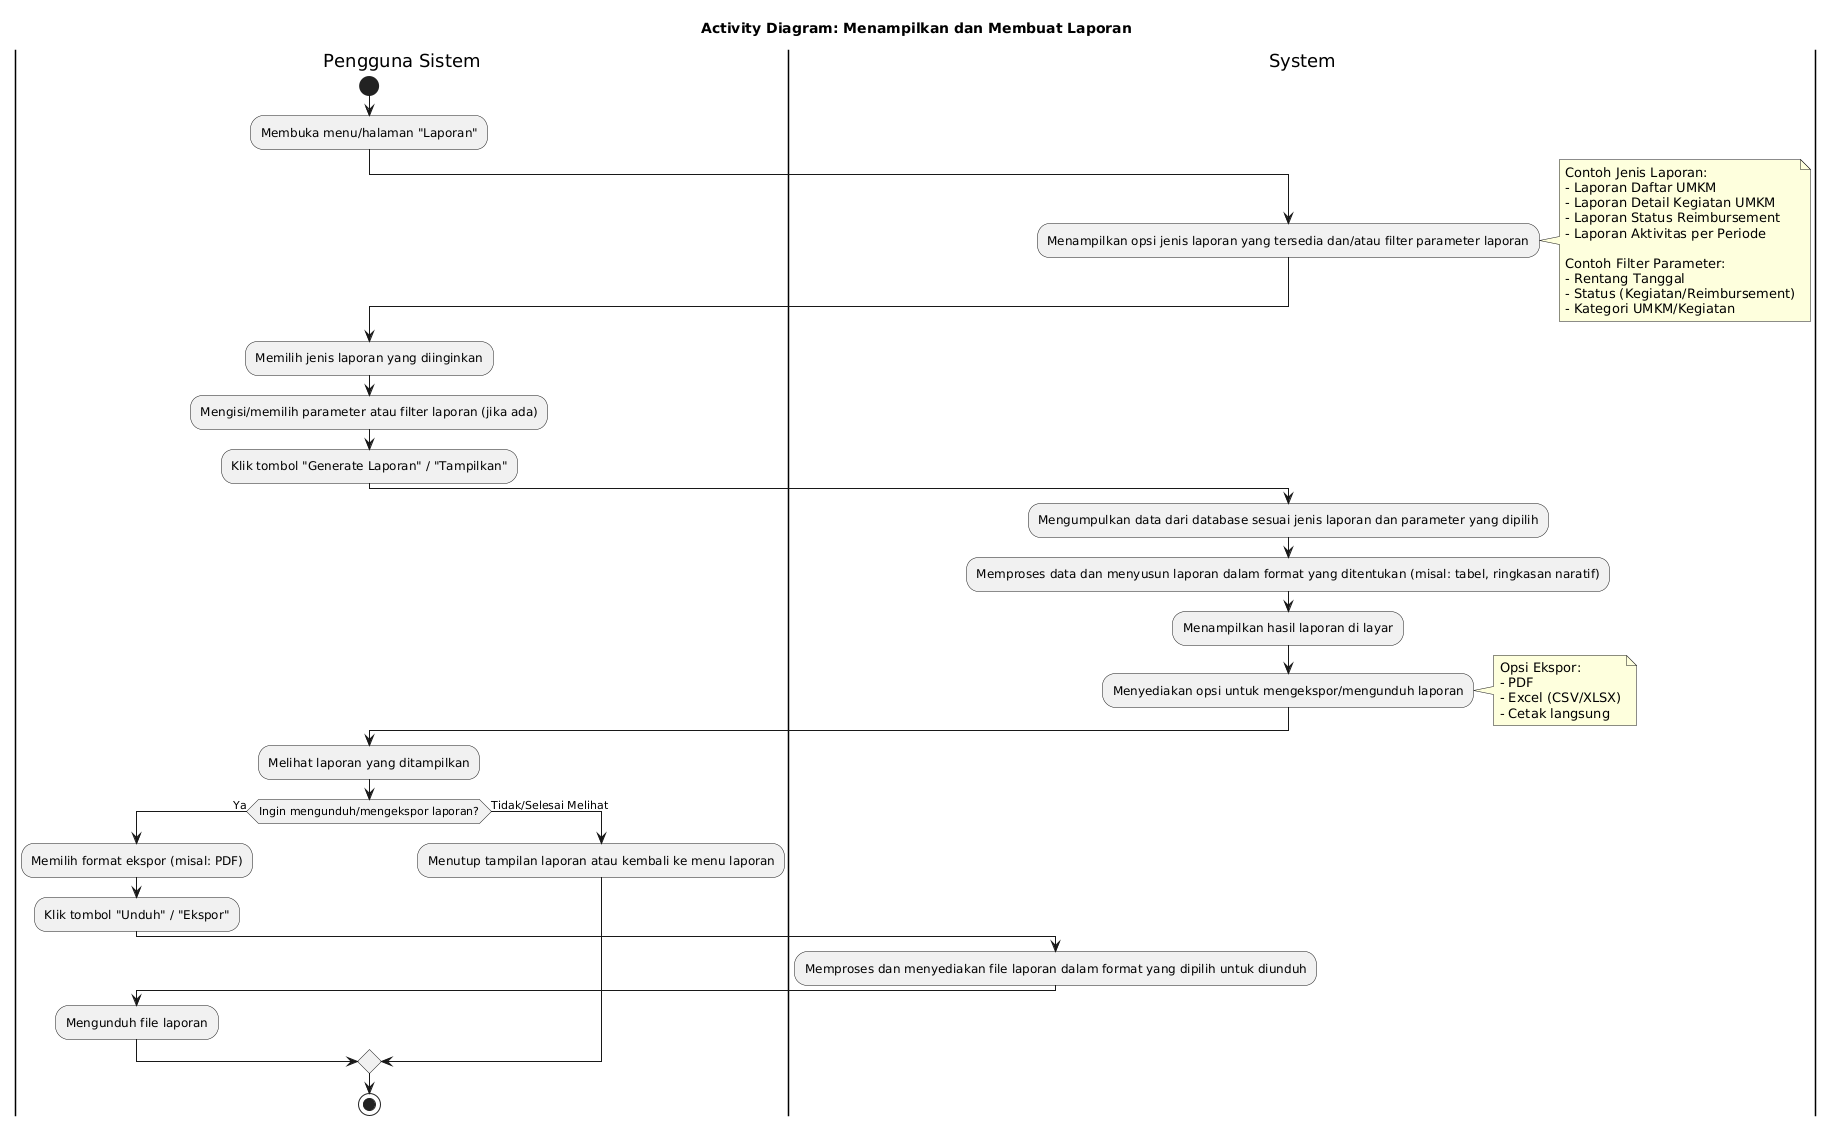 Activity Diagram: Menampilkan dan Membuat Laporan
Pengguna Sistem
System
Membuka menu/halaman "Laporan"
Menampilkan opsi jenis laporan yang tersedia dan/atau filter parameter laporan
Contoh Jenis Laporan:
- Laporan Daftar UMKM
- Laporan Detail Kegiatan UMKM
- Laporan Status Reimbursement
- Laporan Aktivitas per Periode
Contoh Filter Parameter:
- Rentang Tanggal
- Status (Kegiatan/Reimbursement)
- Kategori UMKM/Kegiatan
Memilih jenis laporan yang diinginkan
Mengisi/memilih parameter atau filter laporan (jika ada)
Klik tombol "Generate Laporan" / "Tampilkan"
Mengumpulkan data dari database sesuai jenis laporan dan parameter yang dipilih
Memproses data dan menyusun laporan dalam format yang ditentukan (misal: tabel, ringkasan naratif)
Menampilkan hasil laporan di layar
Menyediakan opsi untuk mengekspor/mengunduh laporan
Opsi Ekspor:
- PDF
- Excel (CSV/XLSX)
- Cetak langsung
Melihat laporan yang ditampilkan
Ya
Ingin mengunduh/mengekspor laporan?
Tidak/Selesai Melihat
Memilih format ekspor (misal: PDF)
Menutup tampilan laporan atau kembali ke menu laporan
Klik tombol "Unduh" / "Ekspor"
Memproses dan menyediakan file laporan dalam format yang dipilih untuk diunduh
Mengunduh file laporan